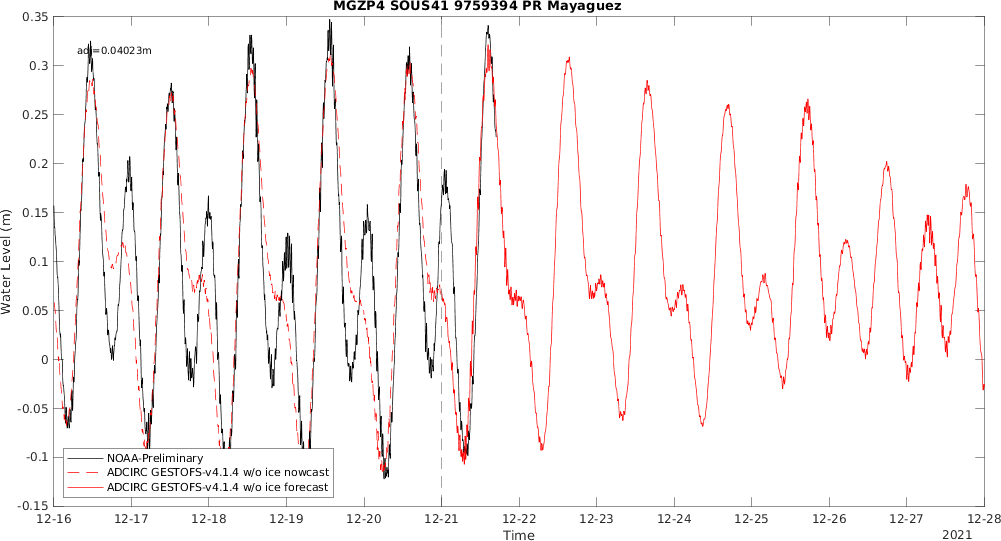 MGZP4 SOUS41 9759394 PR Mayaguez
adj=0.04023m
Water Level (m)
0.35
0.3
0.25
0.2
0.15
0.1
0.05
0
-0.05
-0.1
-0.15
NOAA-Preliminary
ADCIRC GESTOFS-v4.1.4 w/o ice nowcast
ADCIRC GESTOFS-v4.1.4 w/o ice forecast
12-16 12-17 12-18 12-19 12-20 12-21 12-22 12-23 12-24 12-25 12-26 12-27 12-28
Time
2021